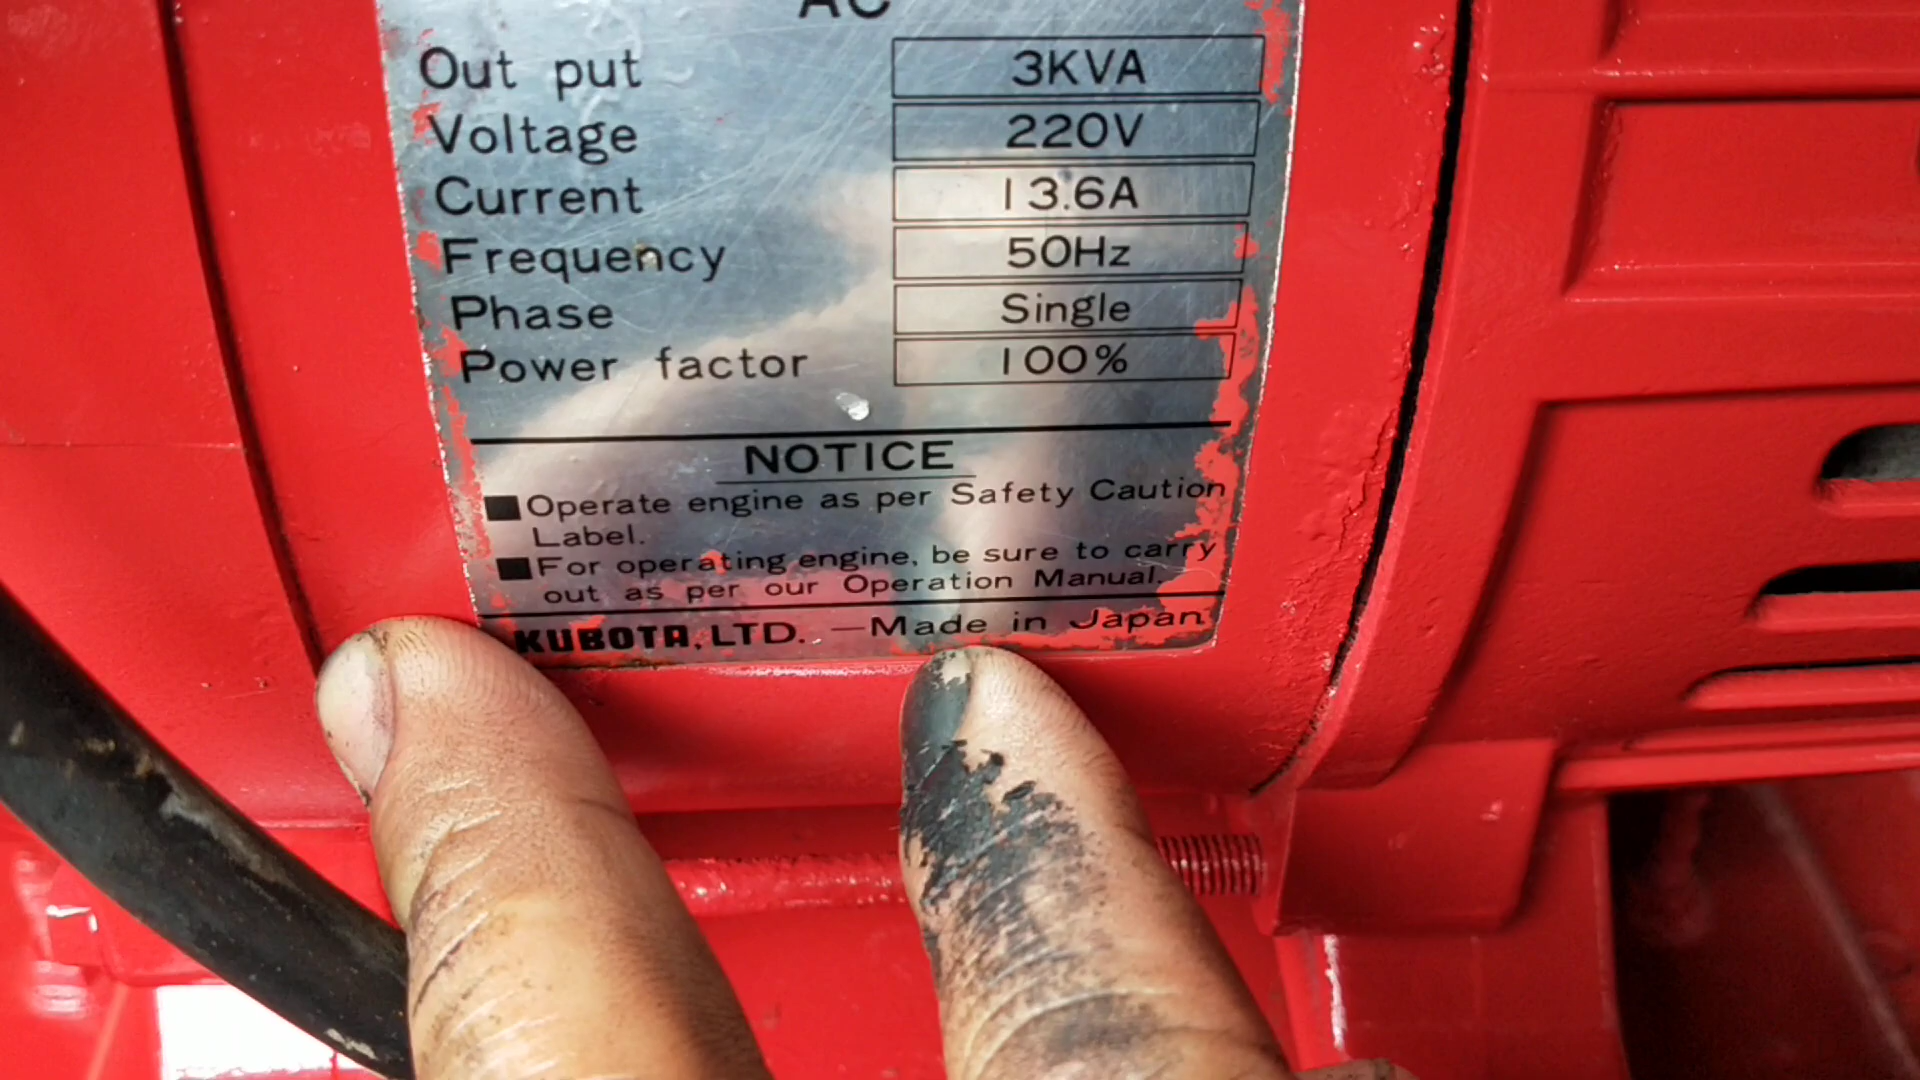 AC
Out put 3KVA
Voltage 220V
Current 13.6A
Frequency 50Hz
Phase Single
Power factor 100%
NOTICE
■Operate engine as per Safety Caution
Label.
■For operating engine, be sure to carry
out as per our Operation Manual.
KUBOTA, LTD. —Made in Japan